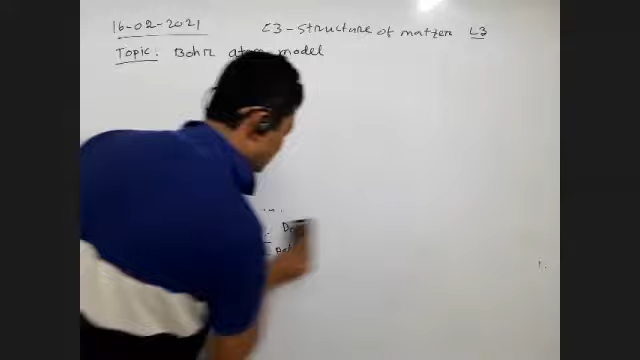 16-02-2021 C3-Structure of matter L3
Topic: Bohr atom model